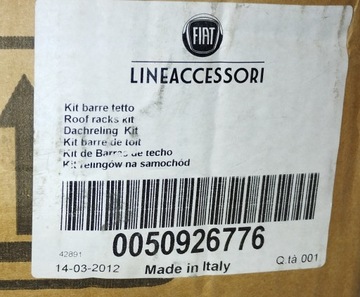 FIAT
LINEACCESSORI
Kit barre tetto
Roof racks kit
Dachreling Kit
Kit barre de toit
Kit de Barras de techo
Kit relingów na samochód
42891
0050926776
14-03-2012 Made in Italy Q.tà 001